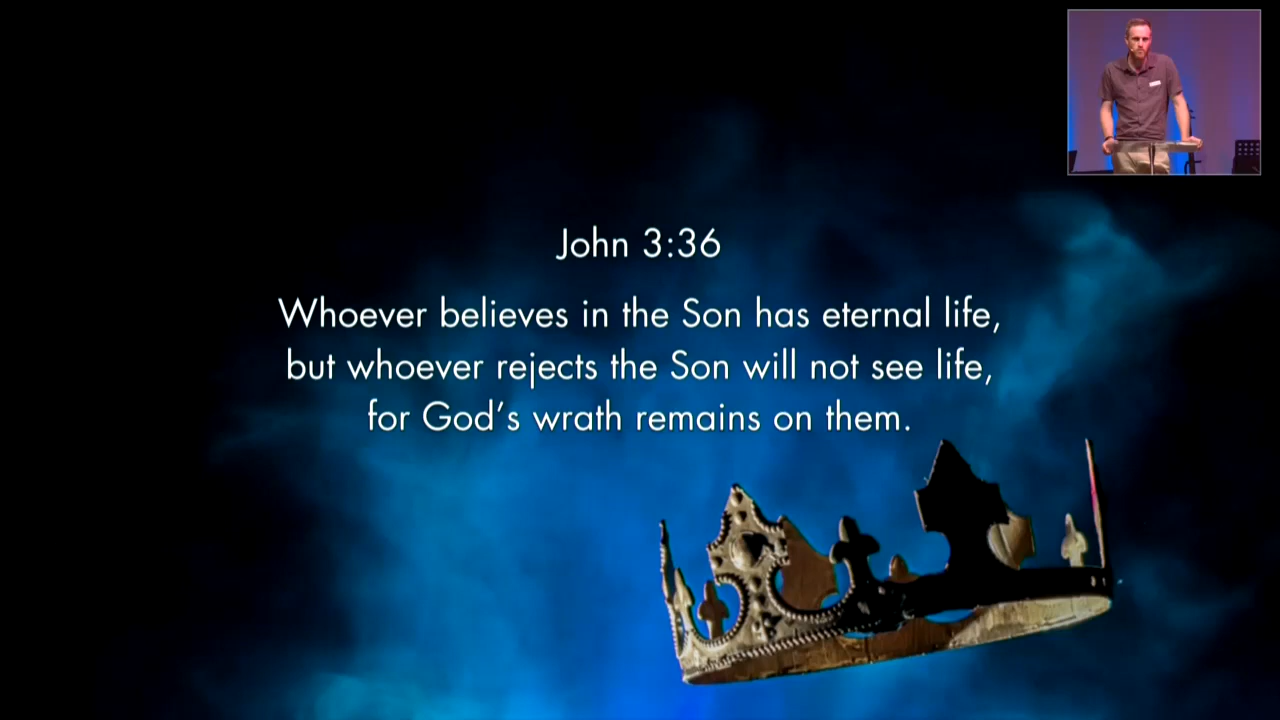 John 3:36
Whoever believes in the Son has eternal life,
but whoever rejects the Son will not see life,
for God’s wrath remains on them.